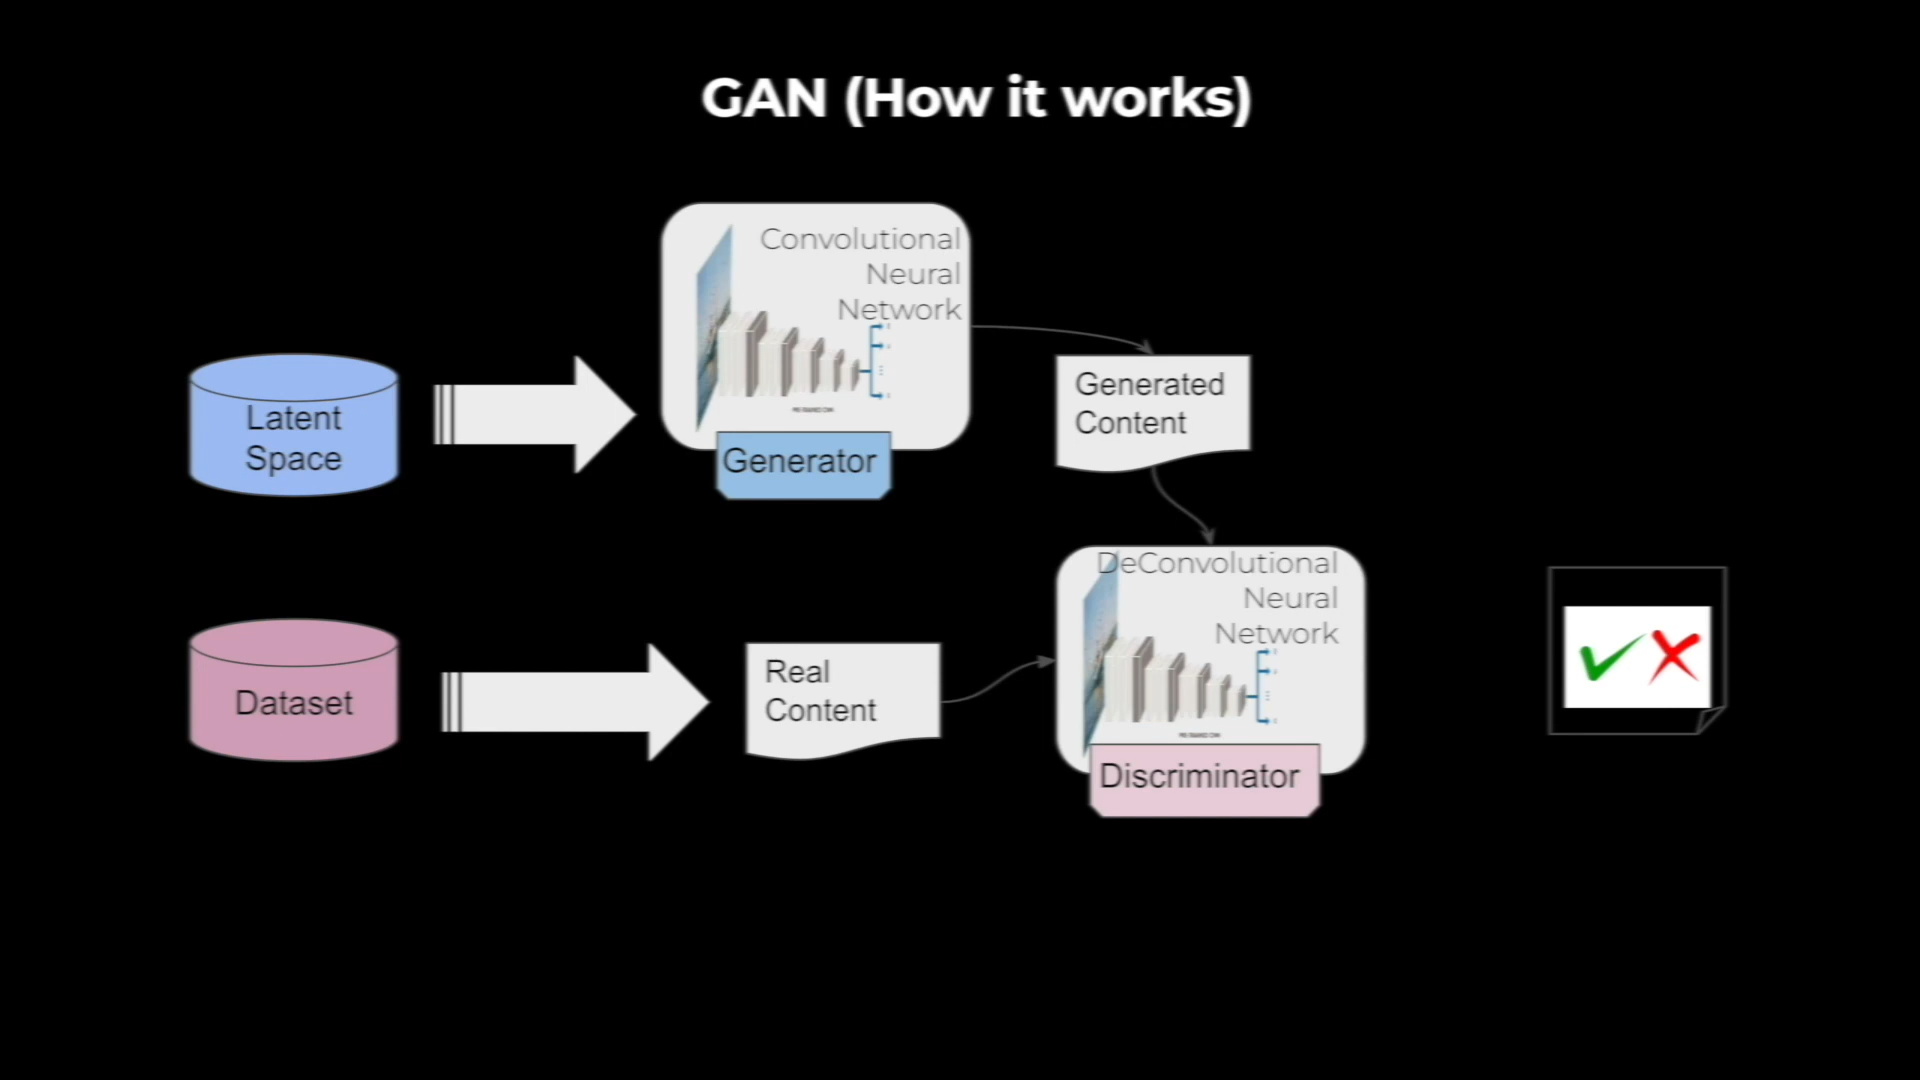 GAN (How it works)
Convolutional
Neural
Network
Generator
Latent
Space
Generated
Content
DeConvolutional
Neural
Network
Discriminator
Dataset
Real
Content